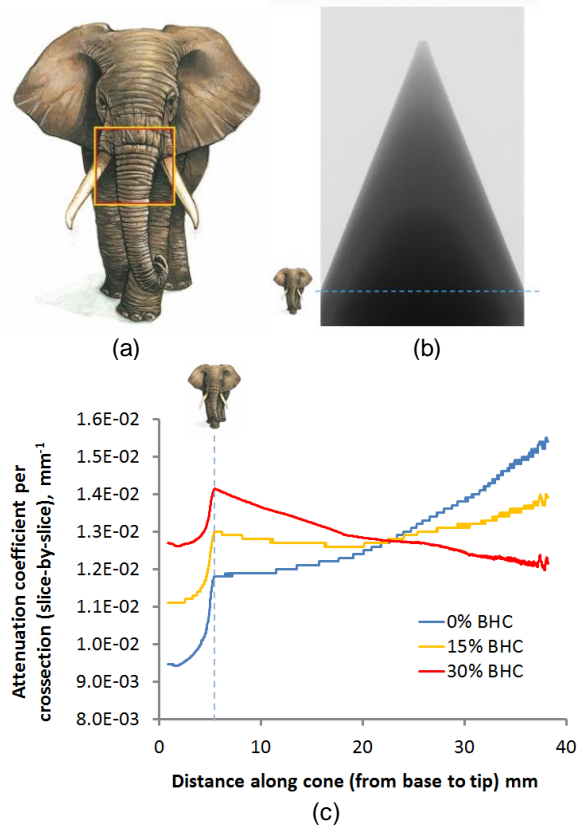 (a)
(b)
1.6E-02
1.5E-02
1.4E-02
1.3E-02
1.2E-02
1.1E-02
1.0E-02
9.0E-03
8.0E-03
Attenuation coefficient per
crossection (slice-by-slice), mm-1
0% BHC
15% BHC
30% BHC
0 10 20 30 40
Distance along cone (from base to tip) mm
(c)